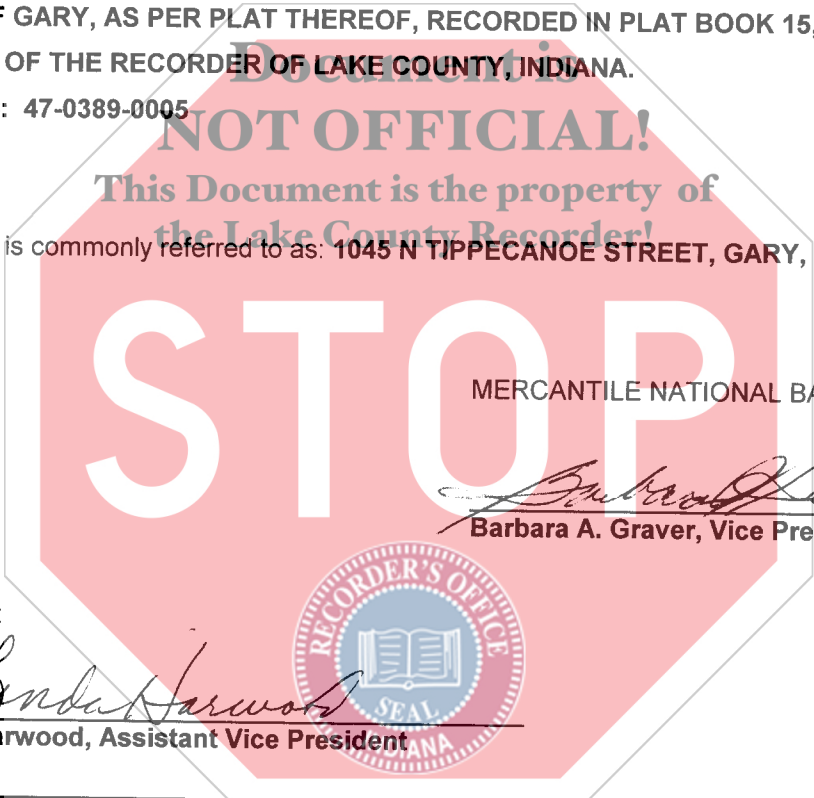 GARY, AS PER PLAT THEREOF, RECORDED IN PLAT BOOK 15,
Document is
OF THE RECORDER OF LAKE COUNTY, INDIANA.
: 47-0389-0005
NOT OFFICIAL!
This Document is the property of
the Lake County Recorder!
is commonly referred to as: 1045 N TIPPECANOE STREET, GARY,
STOP
MERCANTILE NATIONAL BA
Barbara A. Graver, Vice Pre
RECORDER'S OFFICE
SEAL
INDIANA
Harwood
rwood, Assistant Vice President